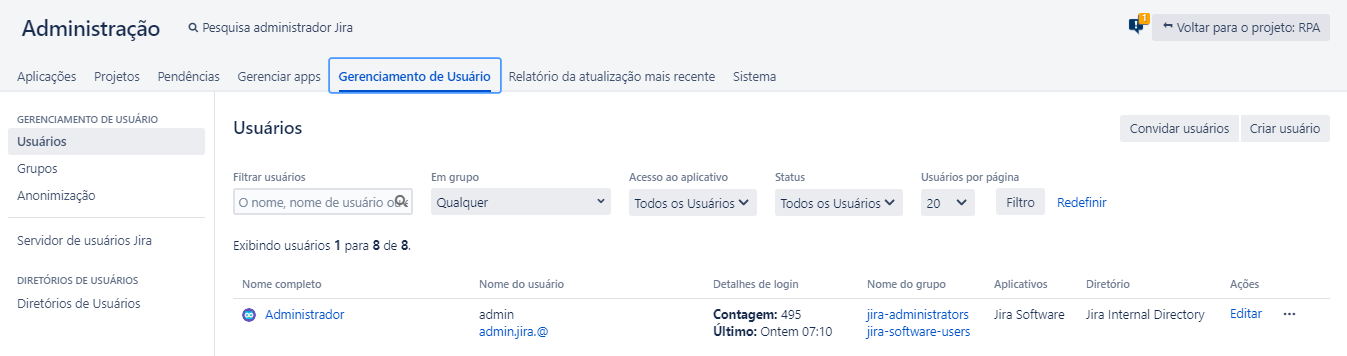 Administração
Pesquisa administrador Jira
1
Voltar para o projeto: RPA
Aplicações Projetos Pendências Gerenciar apps Gerenciamento de Usuário Relatório da atualização mais recente Sistema
GERENCIAMENTO DE USUÁRIO
Usuários
Grupos
Anonimização
Servidor de usuários Jira
DIRETÓRIOS DE USUÁRIOS
Diretórios de Usuários
Usuários
Convidar usuários Criar usuário
Filtrar usuários Em grupo Acesso ao aplicativo Status Usuários por página
O nome, nome de usuário ou Qualquer Todos os Usuários Todos os Usuários 20 Filtro Redefinir
Exibindo usuários 1 para 8 de 8.
Nome completo Nome do usuário Detalhes de login Nome do grupo Aplicativos Diretório Ações
Administrador admin Contagem: 495 jira-administrators Jira Software Jira Internal Directory Editar ···
admin.jira.@ Último: Ontem 07:10 jira-software-users